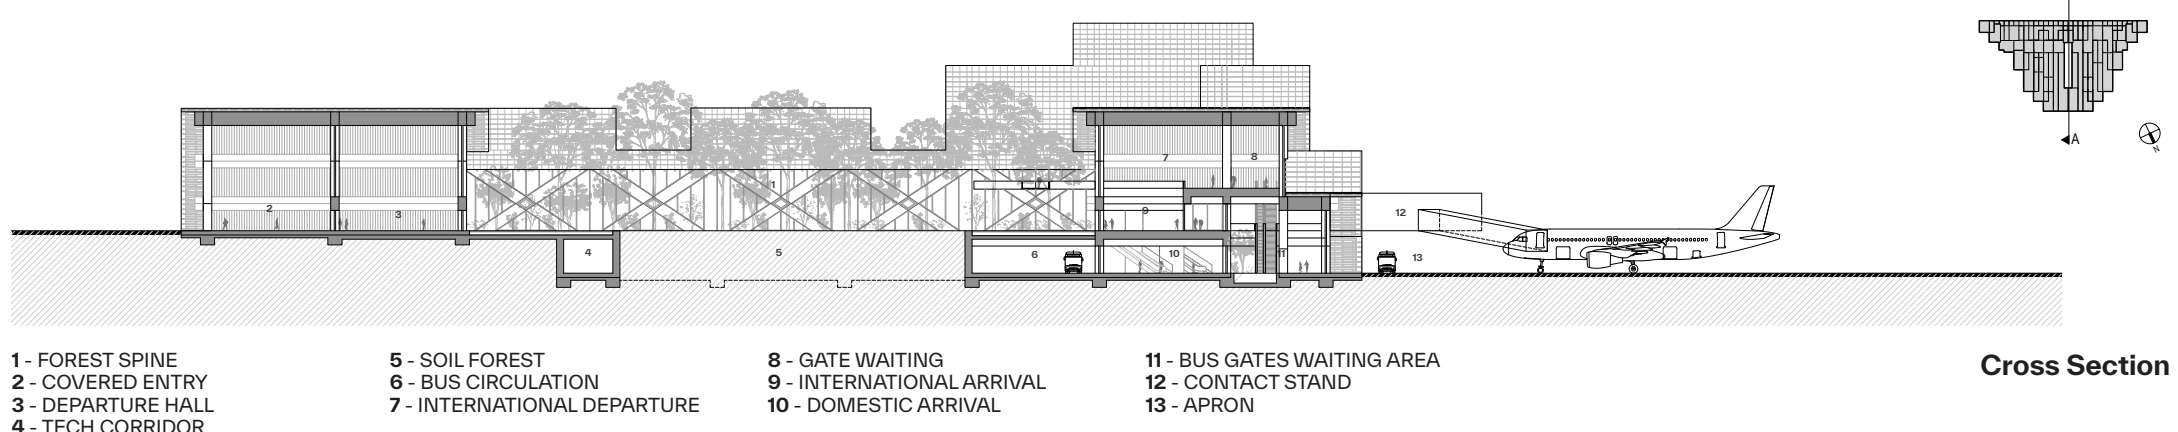 A
N
7
8
1
2
3
9
12
4
5
6
10
11
13
1 - FOREST SPINE
2 - COVERED ENTRY
3 - DEPARTURE HALL
4 - TECH CORRIDOR
5 - SOIL FOREST
6 - BUS CIRCULATION
7 - INTERNATIONAL DEPARTURE
8 - GATE WAITING
9 - INTERNATIONAL ARRIVAL
10 - DOMESTIC ARRIVAL
11 - BUS GATES WAITING AREA
12 - CONTACT STAND
13 - APRON
Cross Section